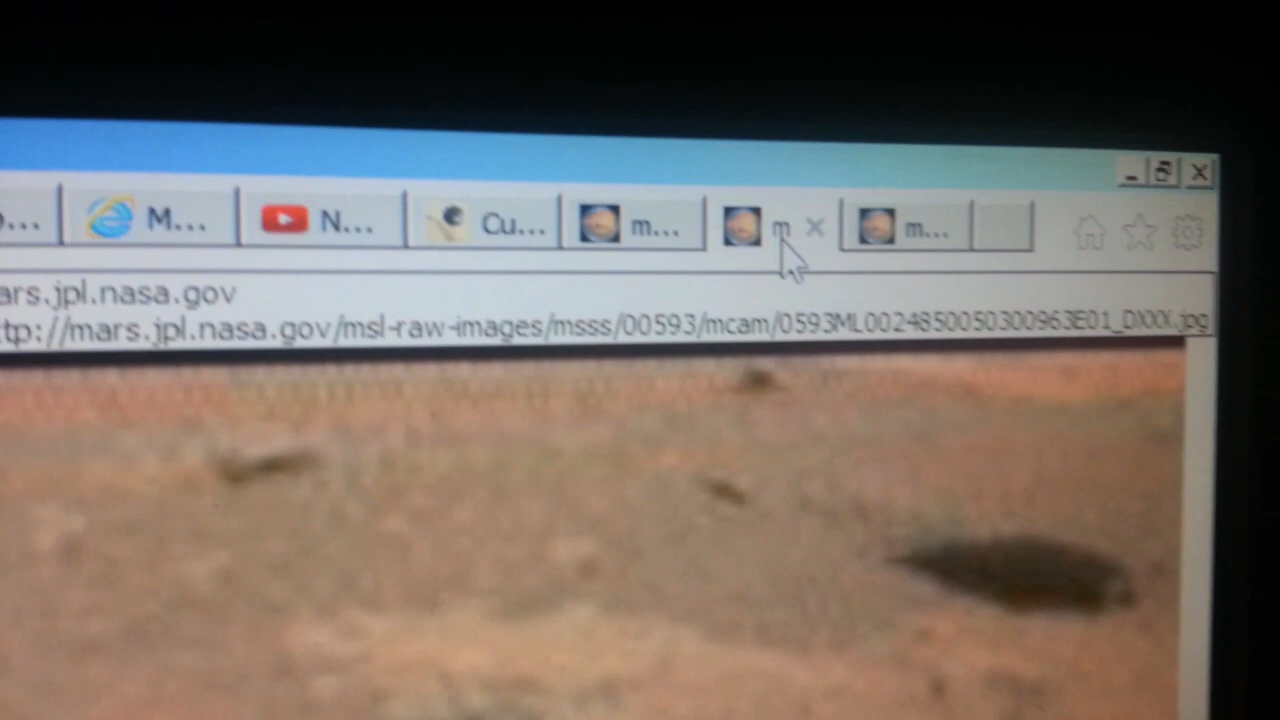 M...
N...
Cu...
m...
m
m...
ars.jpl.nasa.gov
tp://mars.jpl.nasa.gov/msl-raw-images/msss/00593/mcam/0593ML0024850050300963E01_DXXX.jpg